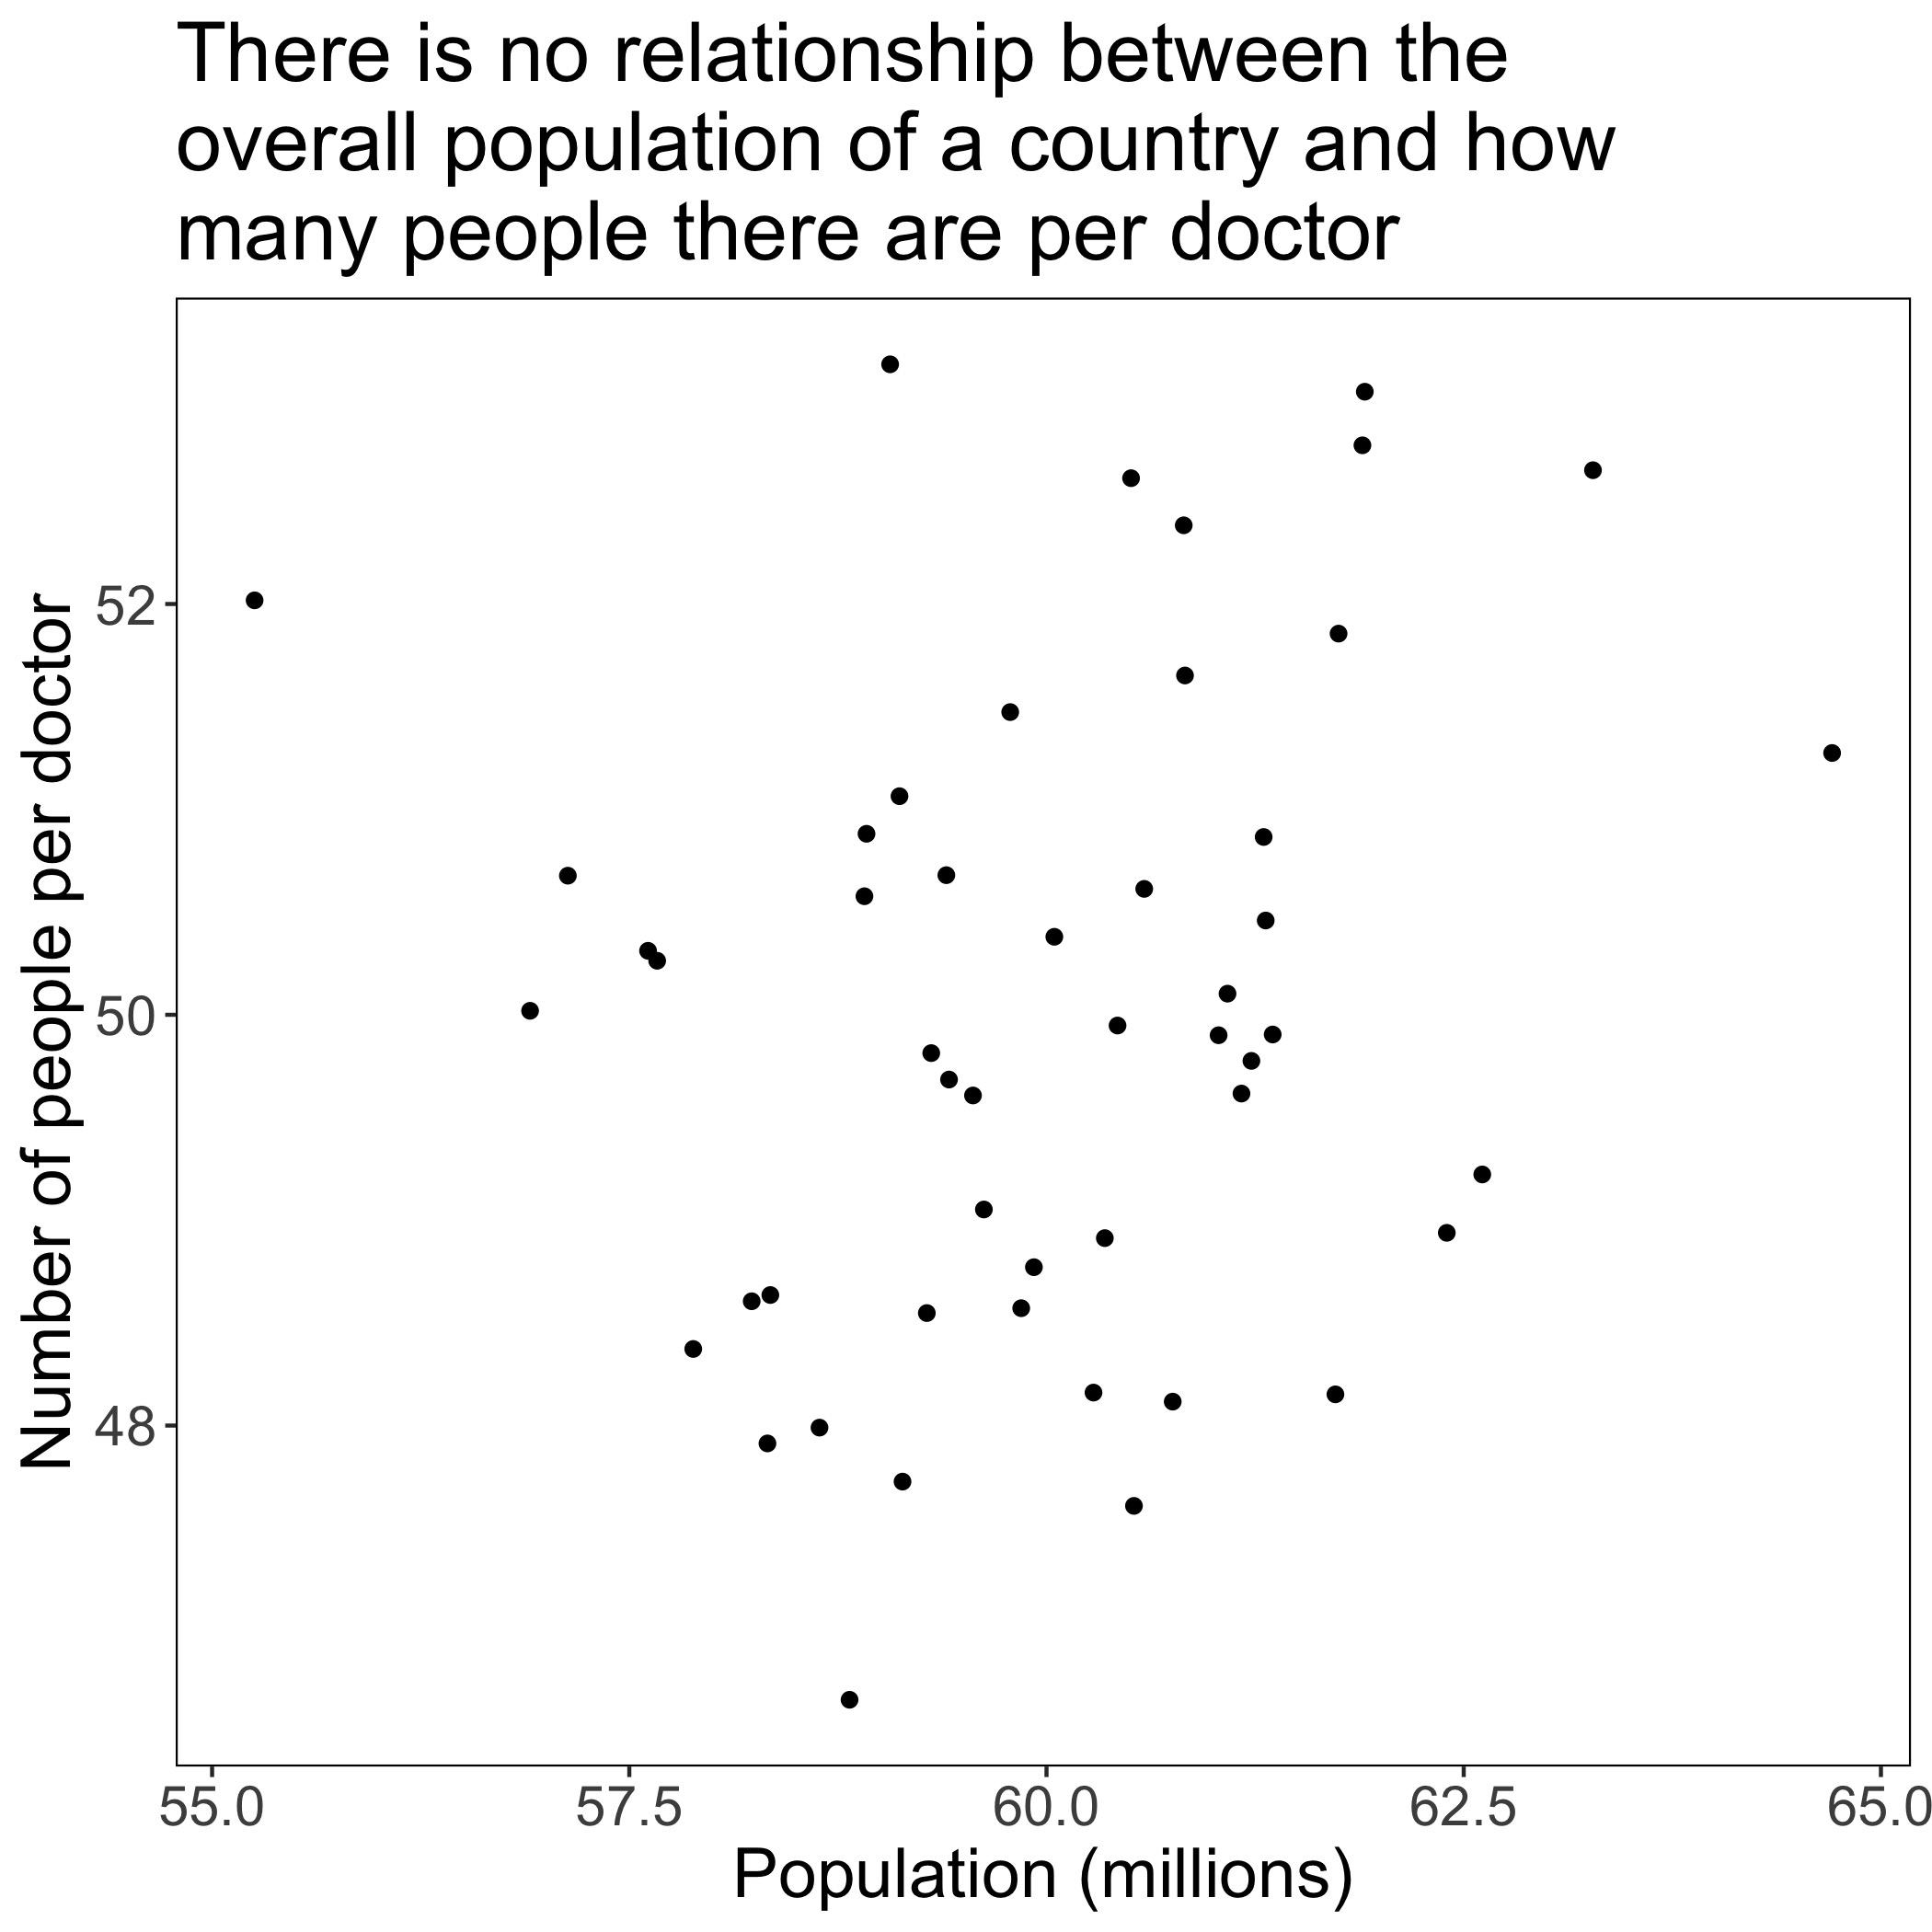 There is no relationship between the
overall population of a country and how
many people there are per doctor
Number of people per doctor
52
50
48
55.0
57.5
60.0
62.5
65.0
Population (millions)